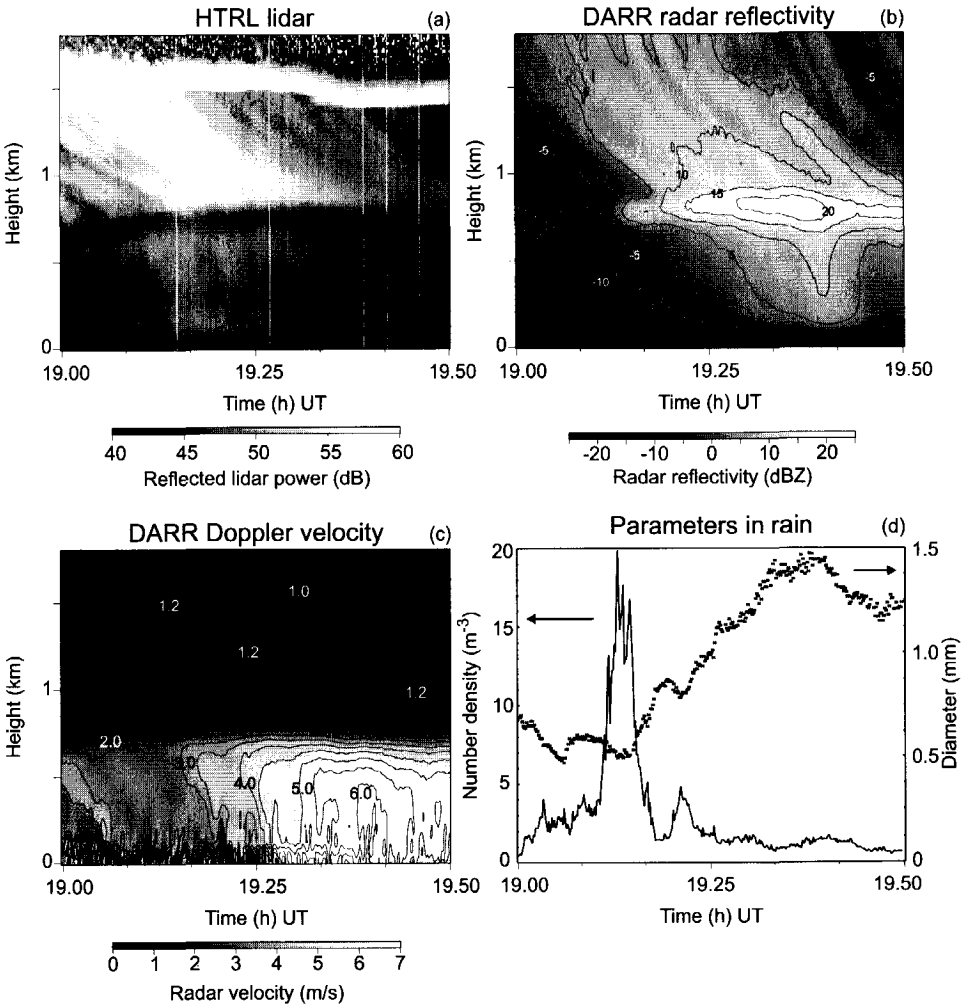 HTRL lidar (a)
Height (km)
1
0
19.00 19.25 19.50
Time (h) UT
40 45 50 55 60
Reflected lidar power (dB)
DARR radar reflectivity (b)
Height (km)
1
0
-5
-5
10
15
20
-5
-10
19.00 19.25 19.50
Time (h) UT
-20 -10 0 10 20
Radar reflectivity (dBZ)
DARR Doppler velocity (c)
Height (km)
1
0
1.2 1.0
1.2
1.2
2.0
3.0 4.0 5.0 6.0
19.00 19.25 19.50
Time (h) UT
0 1 2 3 4 5 6 7
Radar velocity (m/s)
Parameters in rain (d)
Number density (m⁻³)
20
15
10
5
0
1.5
1.0
0.5
0
Diameter (mm)
19.00 19.25 19.50
Time (h) UT